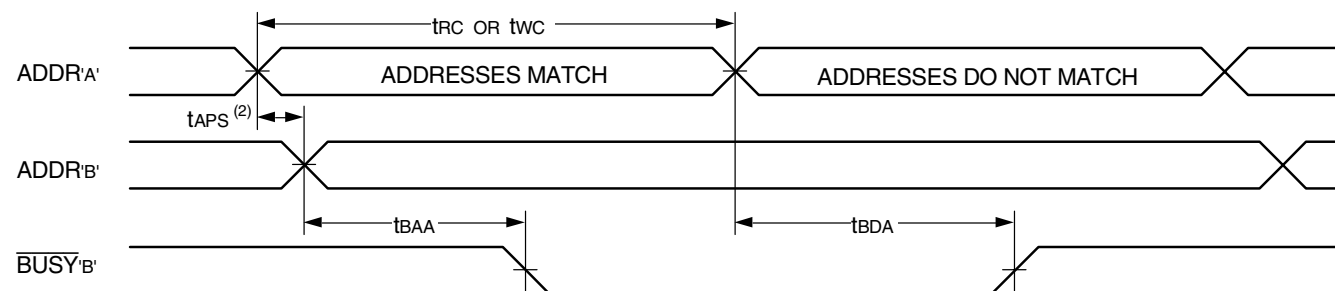 tRC OR tWC
ADDR'A'
ADDRESSES MATCH
ADDRESSES DO NOT MATCH
tAPS (2)
ADDR'B'
tBAA
tBDA
BUSY'B'